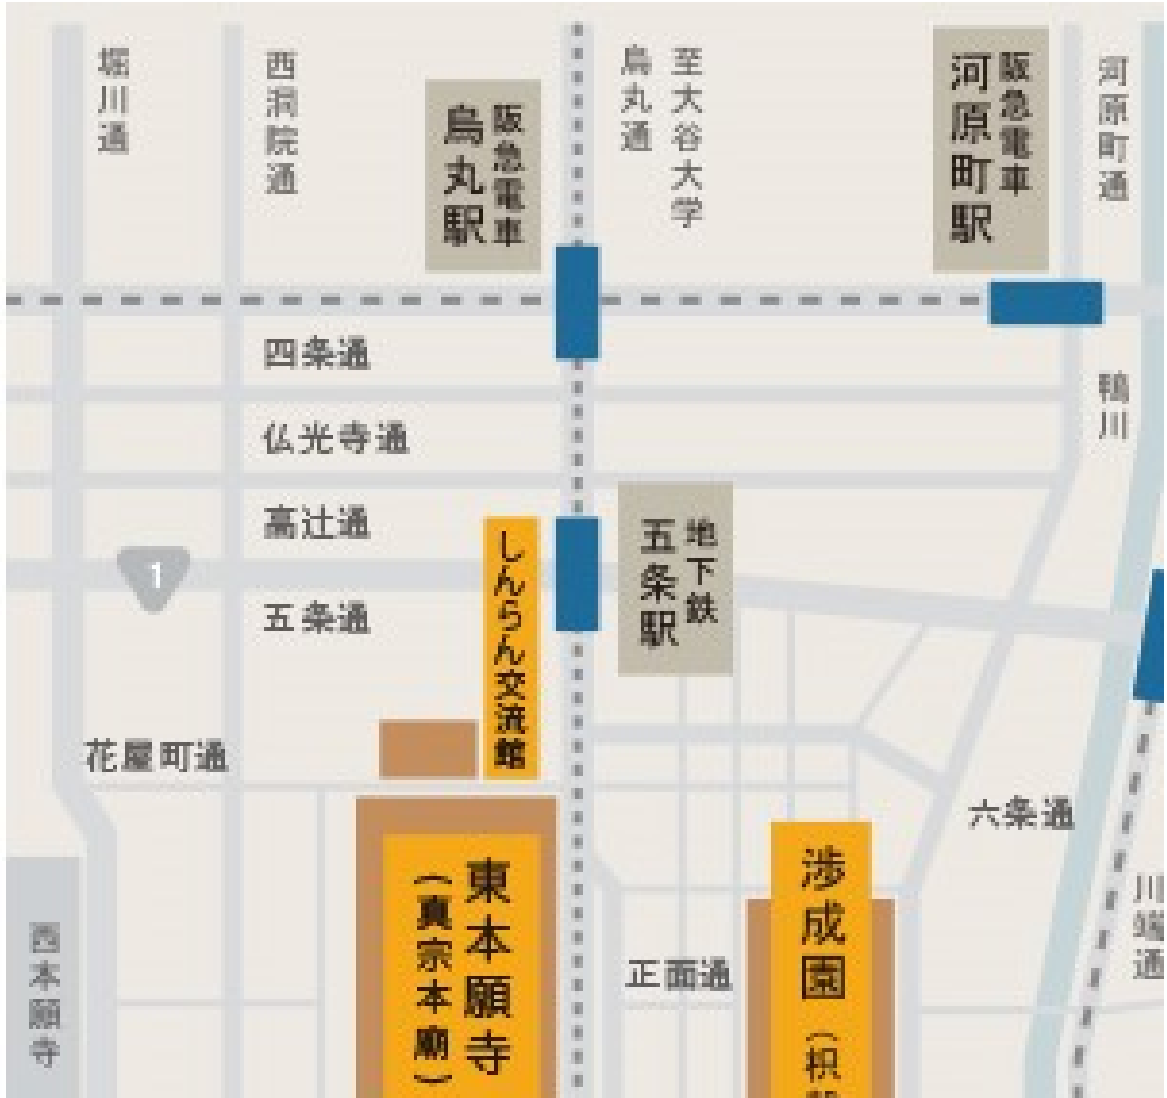 堀川通
西洞院通
阪急電車
烏丸駅
烏丸通
至大谷大学
阪急電車
河原町駅
河原町通
四条通
鴨川
仏光寺通
高辻通
1
五条通
しんらん交流館
地下鉄
五条駅
花屋町通
六条通
東本願寺
（真宗本廟）
渉成園
（枳
川端通
西本願寺
正面通